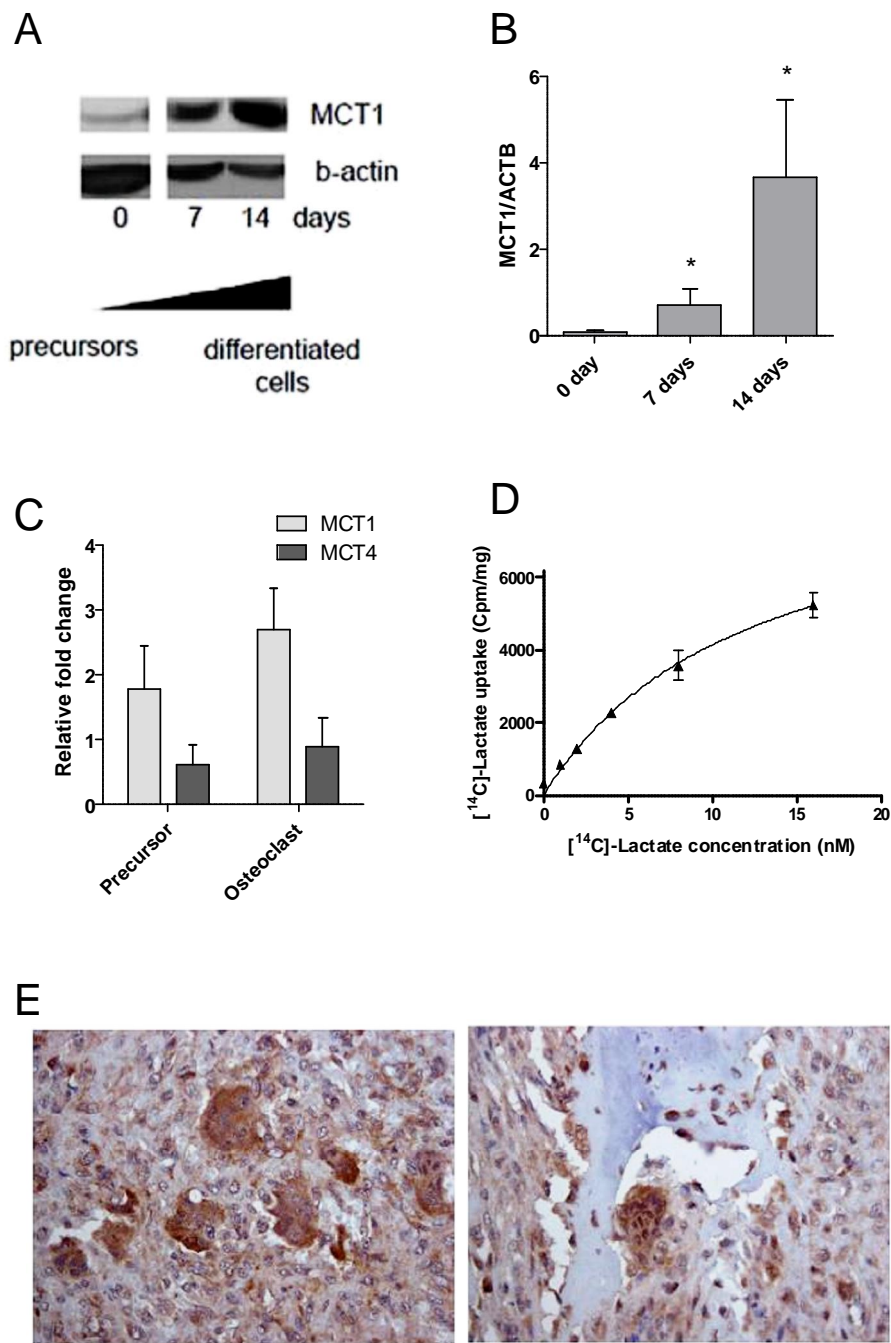 A
MCT1
b-actin
0 7 14 days
precursors
differentiated
cells
B
MCT1/ACTB
6
4
2
0
*
*
0 day
7 days
14 days
C
MCT1
MCT4
Relative fold change
4
3
2
1
0
Precursor
Osteoclast
D
[14C]-Lactate uptake (Cpm/mg)
6000
4000
2000
0
0 5 10 15 20
[14C]-Lactate concentration (nM)
E